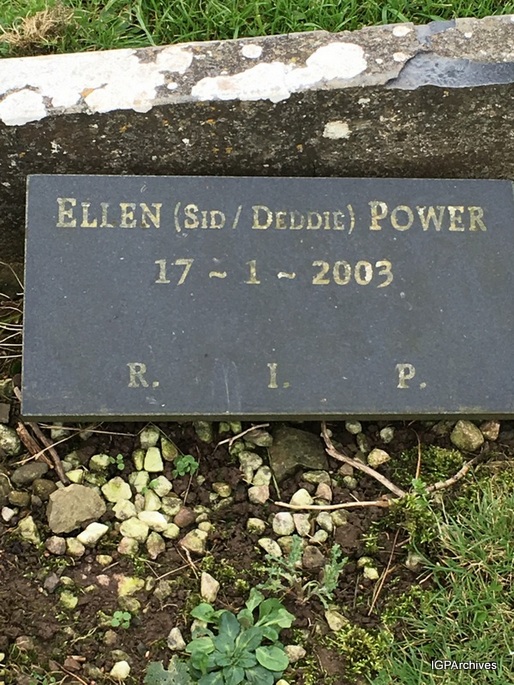 ELLEN (SID / DEDDIE) POWER
17 ~ 1 ~ 2003
R. I. P.
IGPArchives